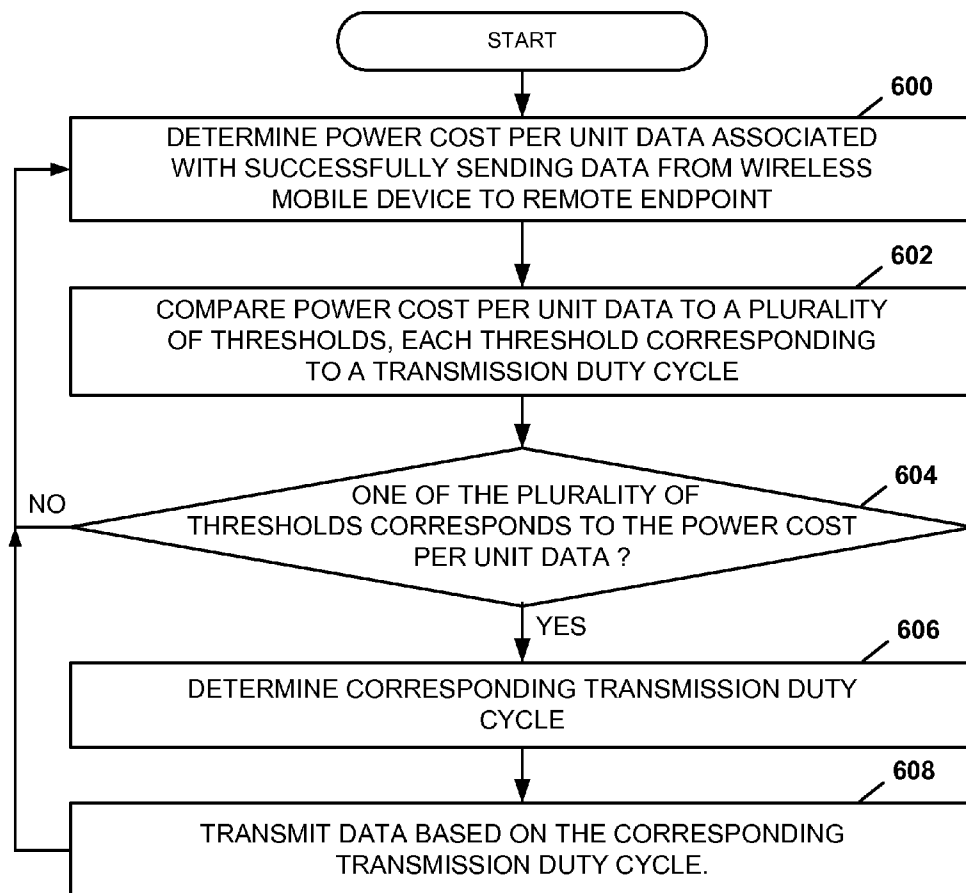 START
600
DETERMINE POWER COST PER UNIT DATA ASSOCIATED
WITH SUCCESSFULLY SENDING DATA FROM WIRELESS
MOBILE DEVICE TO REMOTE ENDPOINT
602
COMPARE POWER COST PER UNIT DATA TO A PLURALITY
OF THRESHOLDS, EACH THRESHOLD CORRESPONDING
TO A TRANSMISSION DUTY CYCLE
604
NO
ONE OF THE PLURALITY OF
THRESHOLDS CORRESPONDS TO THE POWER COST
PER UNIT DATA ?
YES
606
DETERMINE CORRESPONDING TRANSMISSION DUTY
CYCLE
608
TRANSMIT DATA BASED ON THE CORRESPONDING
TRANSMISSION DUTY CYCLE.